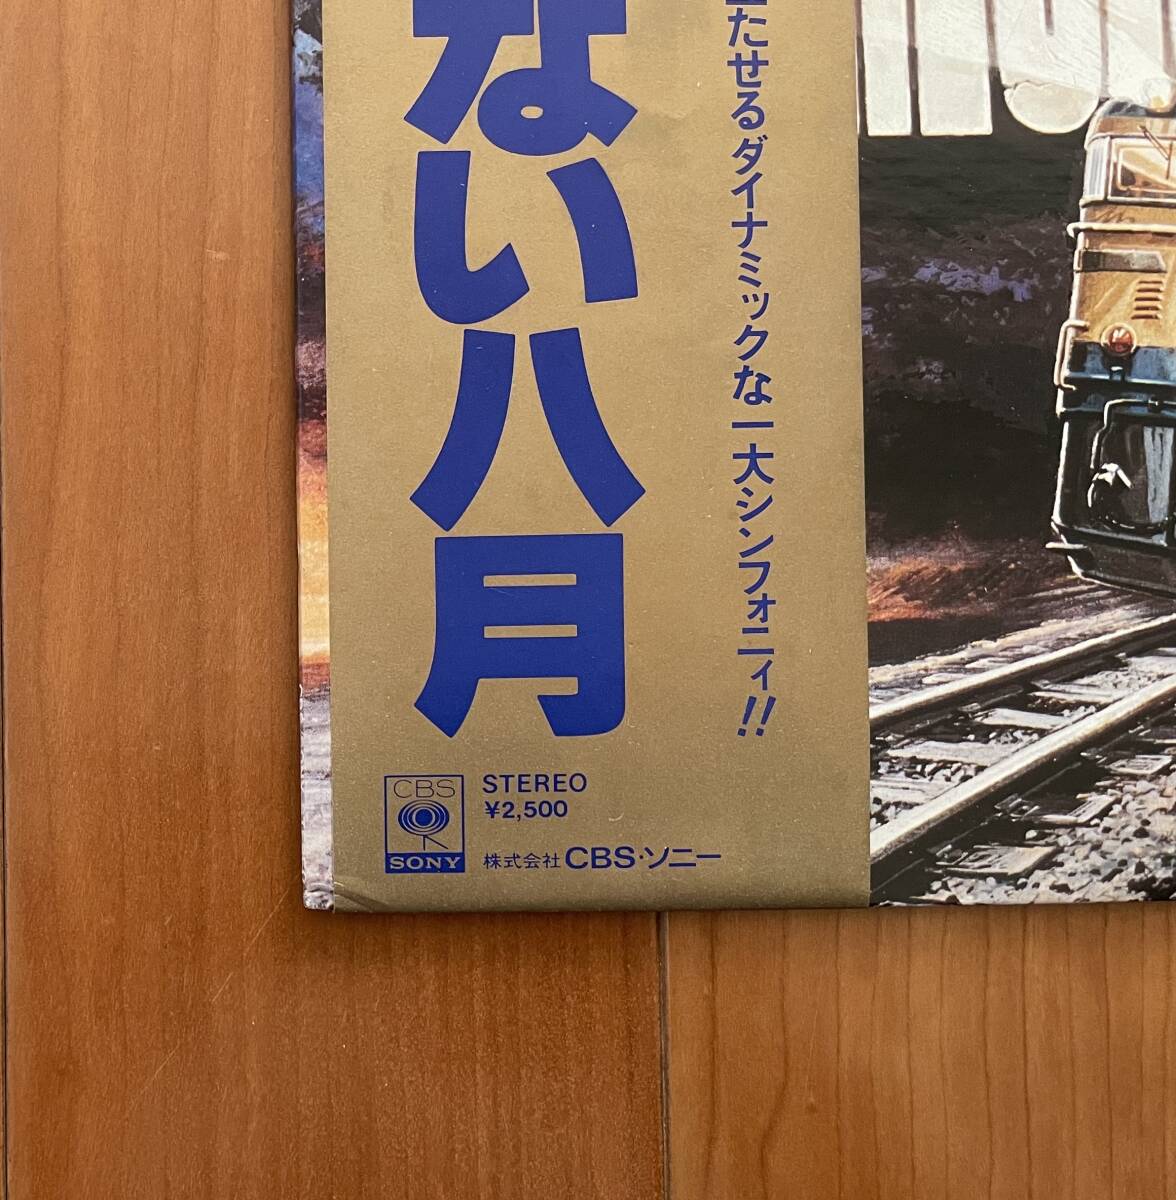 たせるダイナミックな一大シンフォニィ!!
ない八月
CBS
SONY
STEREO
¥2,500
株式会社 CBS・ソニー